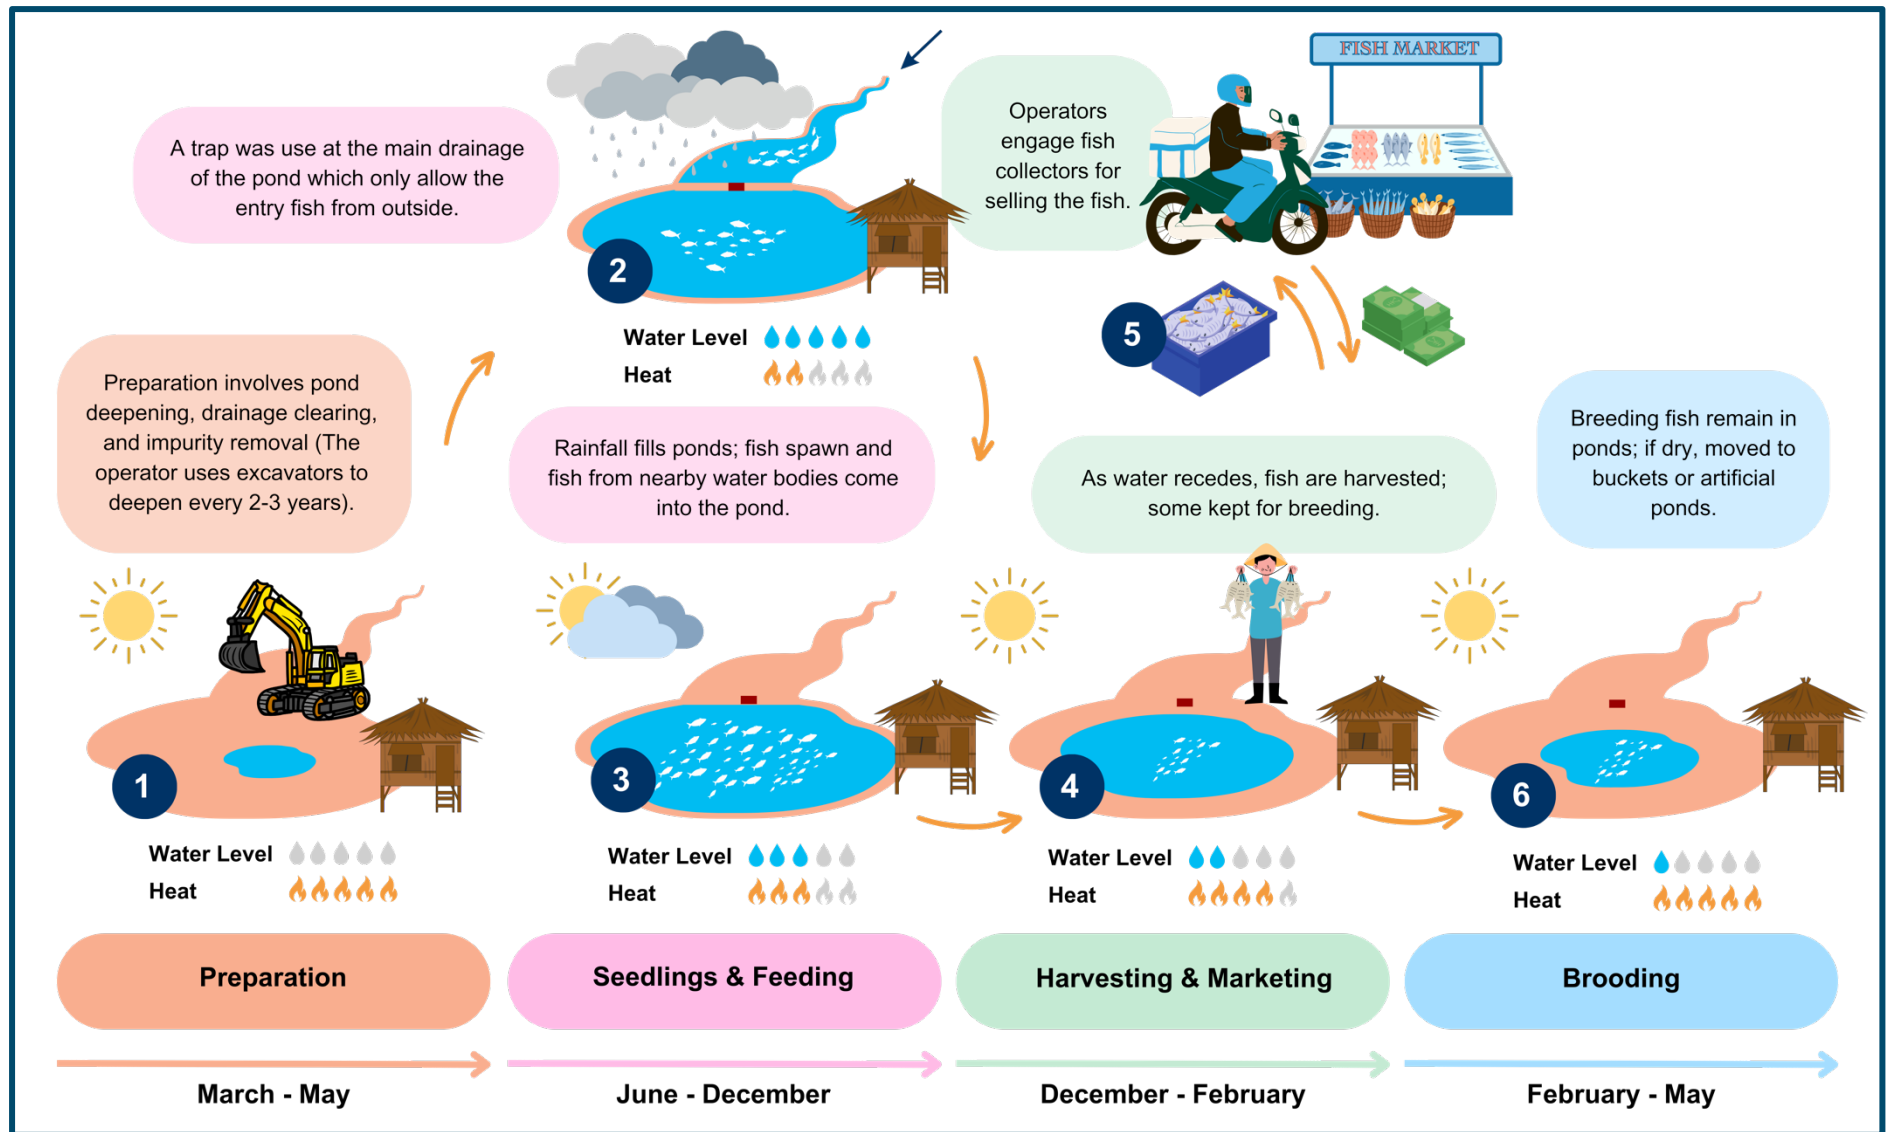 A trap was use at the main drainage
of the pond which only allow the
entry fish from outside.
2
Water Level
Heat
Operators
engage fish
collectors for
selling the fish.
FISH MARKET
5
Preparation involves pond
deepening, drainage clearing,
and impurity removal (The
operator uses excavators to
deepen every 2-3 years).
Rainfall fills ponds; fish spawn and
fish from nearby water bodies come
into the pond.
As water recedes, fish are harvested;
some kept for breeding.
Breeding fish remain in
ponds; if dry, moved to
buckets or artificial
ponds.
1
Water Level
Heat
3
Water Level
Heat
4
Water Level
Heat
6
Water Level
Heat
Preparation
Seedlings & Feeding
Harvesting & Marketing
Brooding
March - May
June - December
December - February
February - May